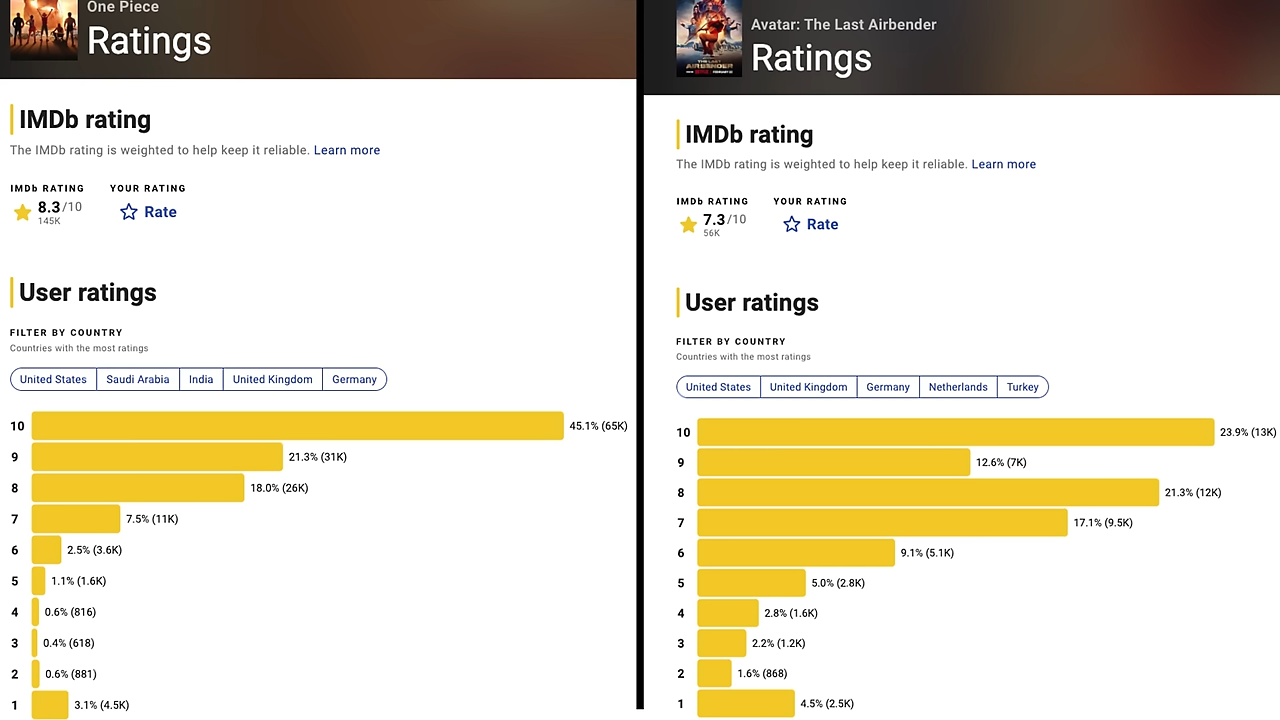 One Piece
Ratings
IMDb rating
The IMDb rating is weighted to help keep it reliable. Learn more
IMDb RATING YOUR RATING
8.3/10 Rate
145K
User ratings
FILTER BY COUNTRY
Countries with the most ratings
United States Saudi Arabia India United Kingdom Germany
10 45.1% (65K)
9 21.3% (31K)
8 18.0% (26K)
7 7.5% (11K)
6 2.5% (3.6K)
5 1.1% (1.6K)
4 0.6% (816)
3 0.4% (618)
2 0.6% (881)
1 3.1% (4.5K)
Avatar: The Last Airbender
Ratings
IMDb rating
The IMDb rating is weighted to help keep it reliable. Learn more
IMDb RATING YOUR RATING
7.3/10 Rate
56K
User ratings
FILTER BY COUNTRY
Countries with the most ratings
United States United Kingdom Germany Netherlands Turkey
10 23.9% (13K)
9 12.6% (7K)
8 21.3% (12K)
7 17.1% (9.5K)
6 9.1% (5.1K)
5 5.0% (2.8K)
4 2.8% (1.6K)
3 2.2% (1.2K)
2 1.6% (868)
1 4.5% (2.5K)